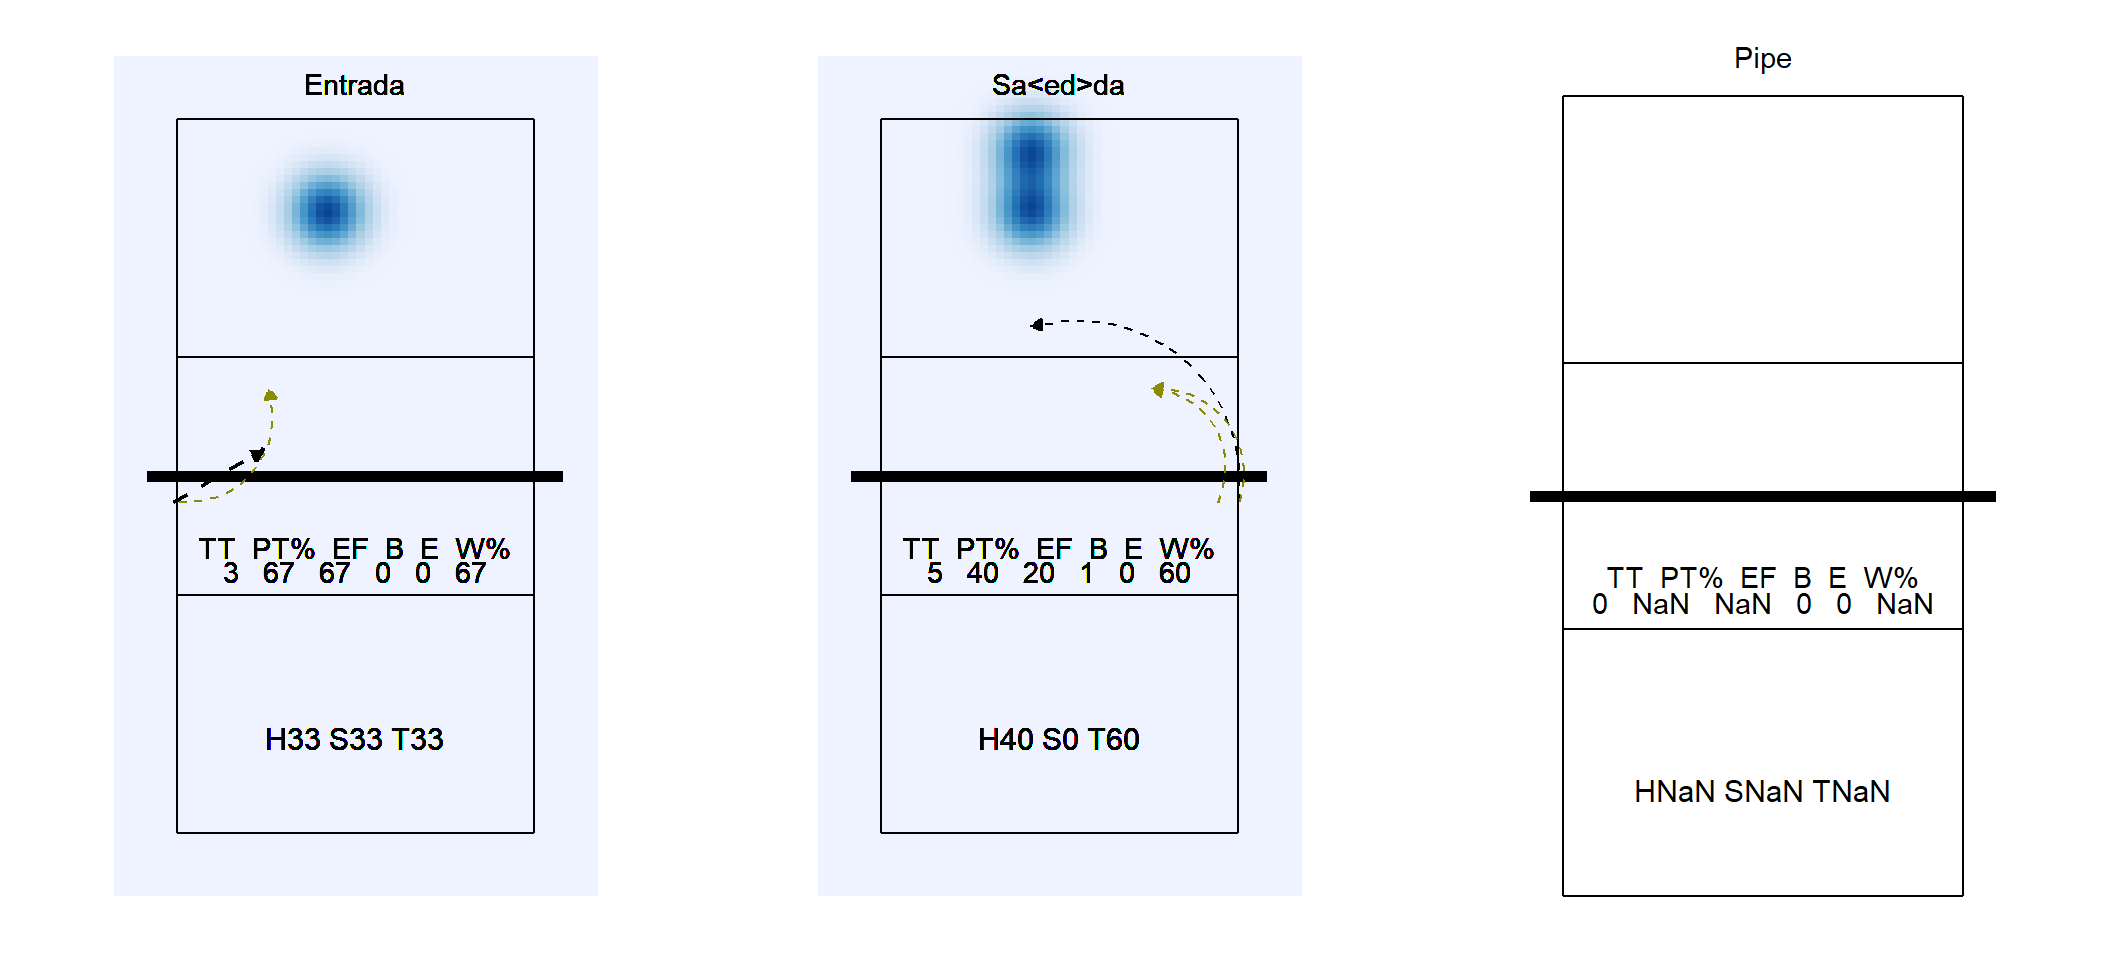 Entrada
TT PT% EF B E W%
3 67 67 0 0 67
H33 S33 T33
Sa<ed>da
TT PT% EF B E W%
5 40 20 1 0 60
H40 S0 T60
Pipe
TT PT% EF B E W%
0 NaN NaN 0 0 NaN
HNaN SNaN TNaN